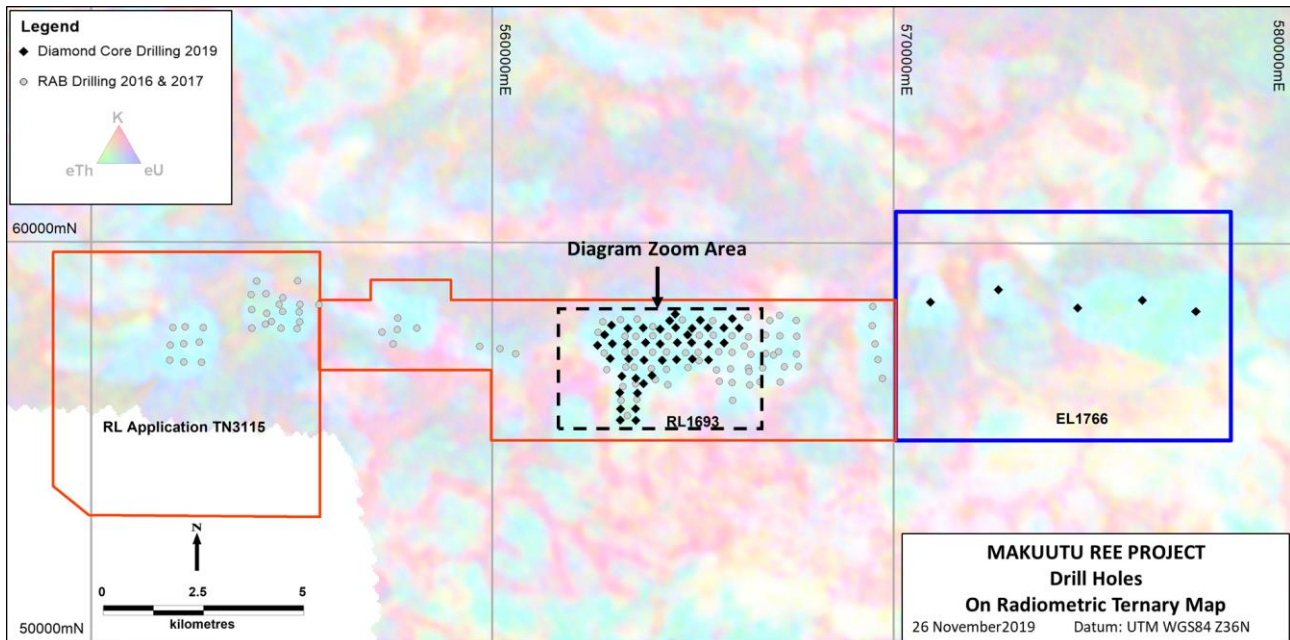 Legend
Diamond Core Drilling 2019
RAB Drilling 2016 & 2017
K
eTh eU
560000mE
570000mE
580000mE
60000mN
Diagram Zoom Area
RL Application TN3115
RL1693
EL1766
N
0 2.5 5
kilometres
50000mN
MAKUUTU REE PROJECT
Drill Holes
On Radiometric Ternary Map
26 November2019 Datum: UTM WGS84 Z36N